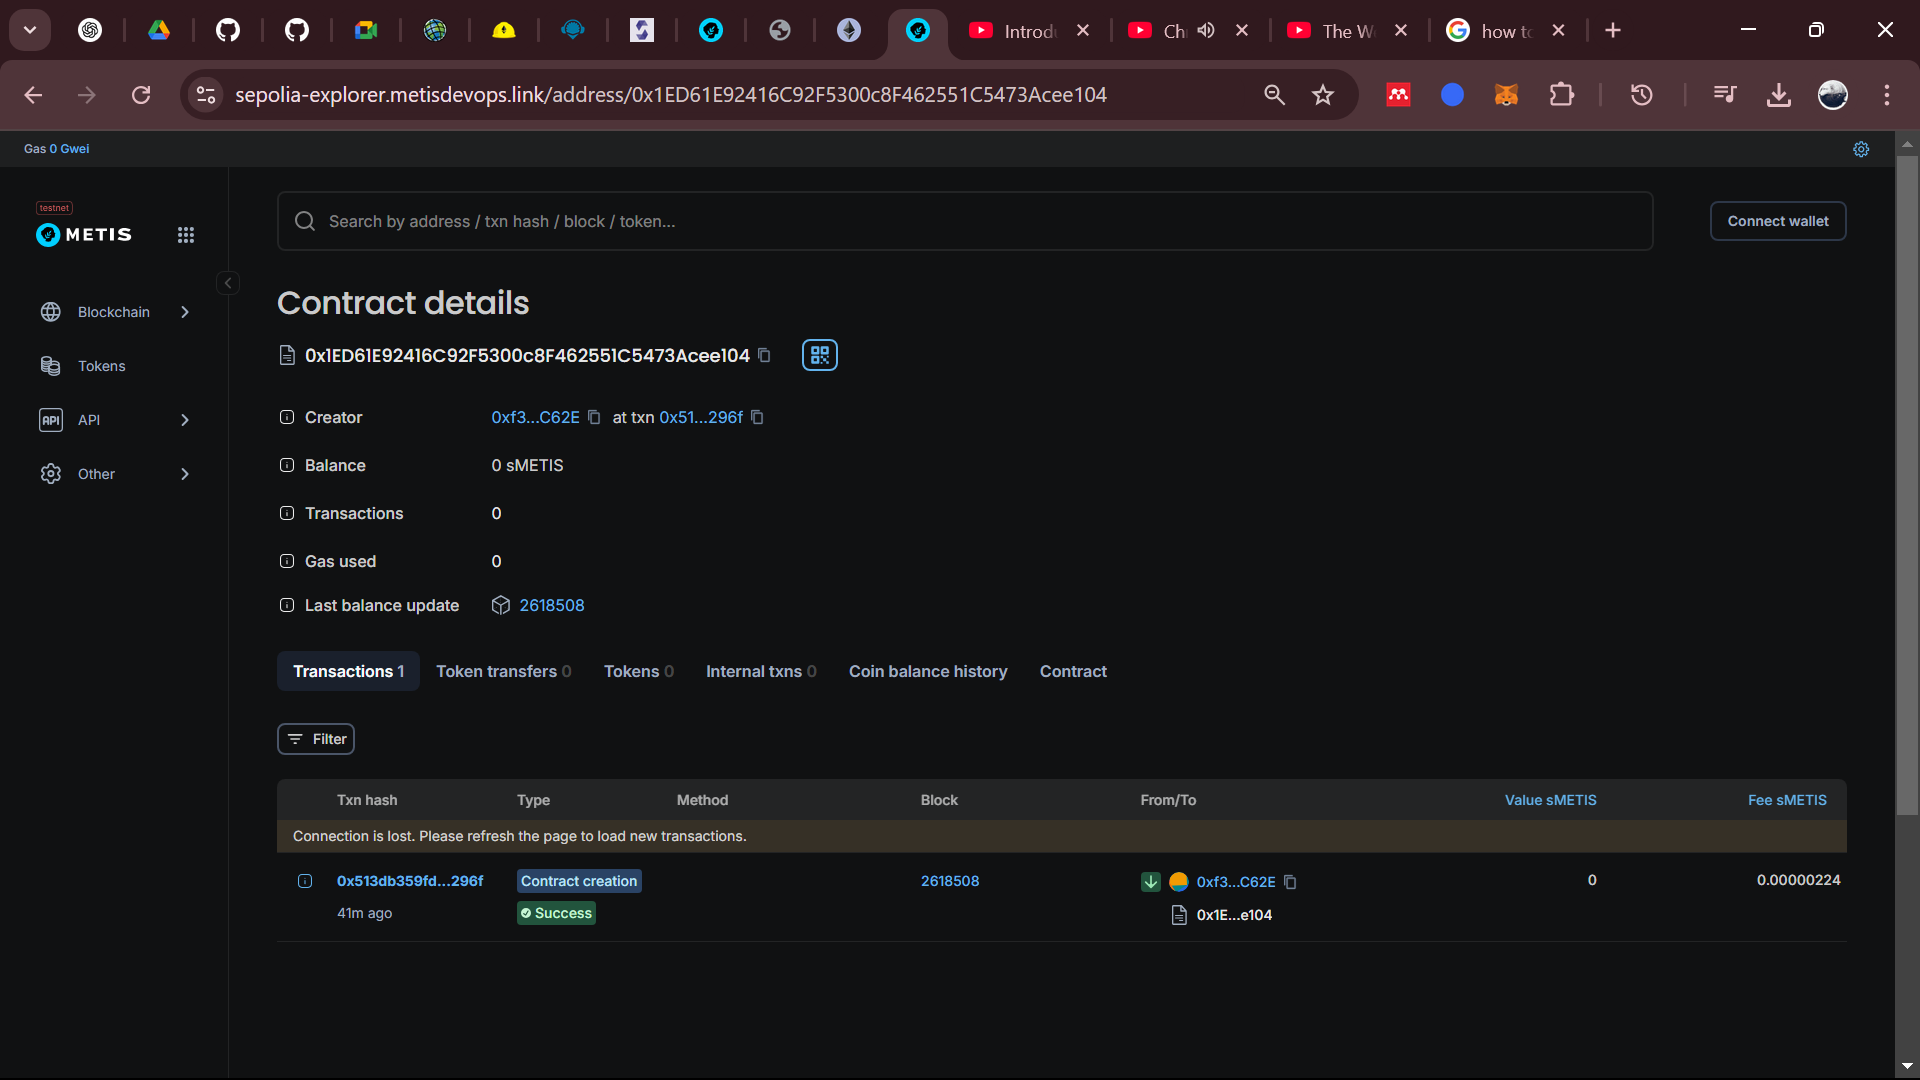 Introdu
Ch
The W
how to
sepolia-explorer.metisdevops.link/address/0x1ED61E92416C92F5300c8F462551C5473Acee104
Gas 0 Gwei
testnet
METIS
Search by address / txn hash / block / token...
Connect wallet
Blockchain
Tokens
API
API
Other
Contract details
0x1ED61E92416C92F5300c8F462551C5473Acee104
Creator 0xf3...C62E at txn 0x51...296f
Balance 0 sMETIS
Transactions 0
Gas used 0
Last balance update 2618508
Transactions 1 Token transfers 0 Tokens 0 Internal txns 0 Coin balance history Contract
Filter
Txn hash Type Method Block From/To Value sMETIS Fee sMETIS
Connection is lost. Please refresh the page to load new transactions.
0x513db359fd...296f Contract creation 2618508 0xf3...C62E 0 0.00000224
41m ago Success 0x1E...e104